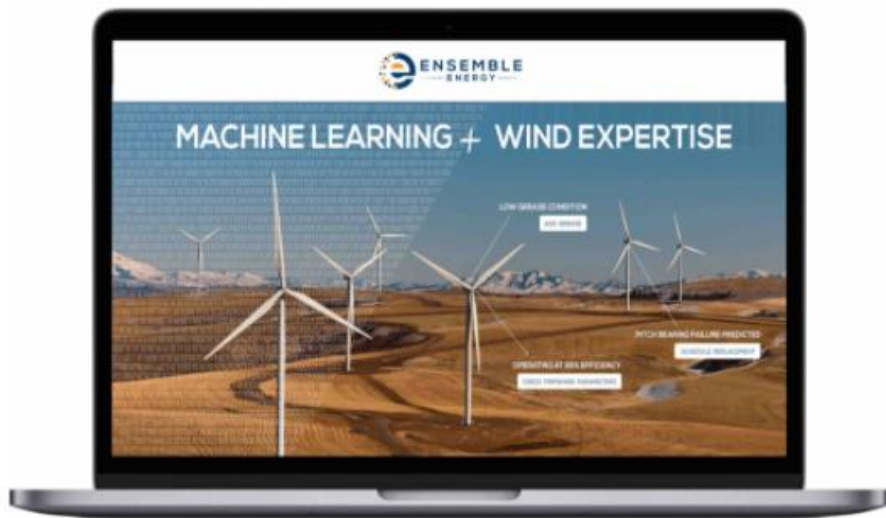 ENSEMBLE
ENERGY
MACHINE LEARNING + WIND EXPERTISE
LOW GREASE CONDITION
ADD GREASE
PITCH BEARING FAILURE PREDICTED
SCHEDULE REPLACEMENT
OPERATING AT EFFICIENCY
CHECK FIRMWARE PARAMETERS